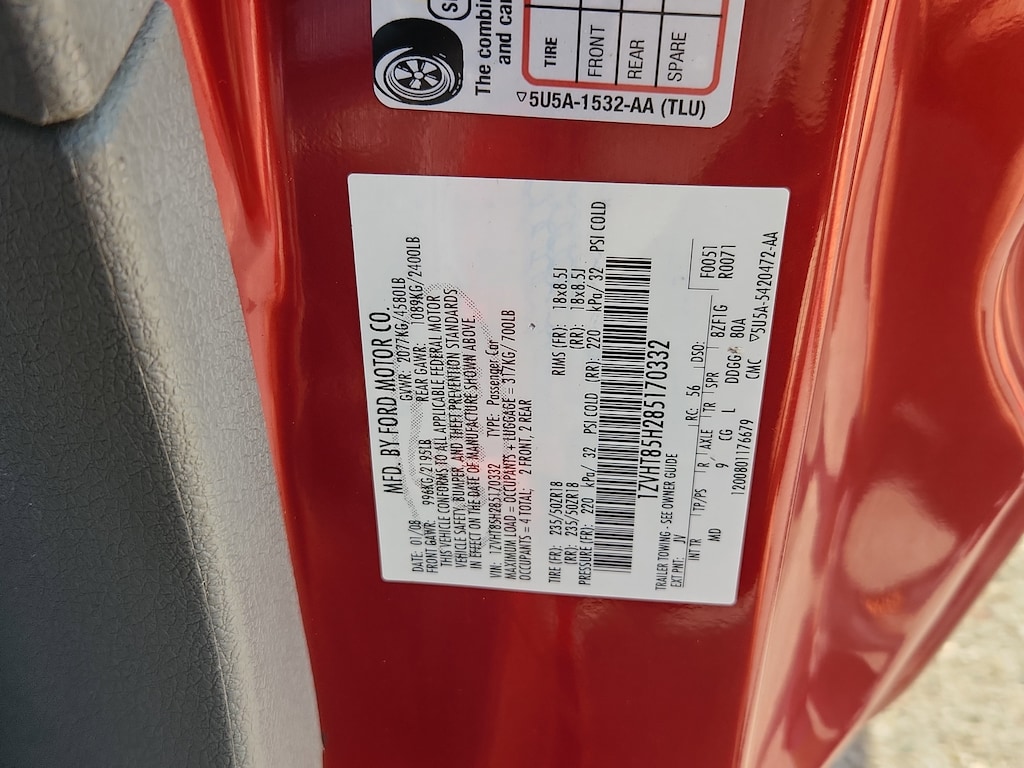 The combin
and car
TIRE
FRONT
REAR
SPARE
5U5A-1532-AA (TLU)
MFD. BY FORD MOTOR CO.
DATE: 01/08 GVWR: 2077KG/4580LB
FRONT GAWR: 996KG/2195LB REAR GAWR: 1089KG/2400LB
THIS VEHICLE CONFORMS TO ALL APPLICABLE FEDERAL MOTOR
VEHICLE SAFETY, BUMPER, AND THEFT PREVENTION STANDARDS
IN EFFECT ON THE DATE OF MANUFACTURE SHOWN ABOVE.
VIN: 1ZVHT85H285170332 TYPE: Passenger Car
MAXIMUM LOAD = OCCUPANTS + LUGGAGE = 317KG/700LB
OCCUPANTS = 4 TOTAL: 2 FRONT, 2 REAR
TIRE (FR): 235/50ZR18 RIMS (FR): 18x8.5J
(RR): 235/50ZR18 (RR): 18x8.5J
PRESSURE (FR): 220 kPa/ 32 PSI COLD (RR): 220 kPa/ 32 PSI COLD
1ZVHT85H285170332
TRAILER TOWING - SEE OWNER GUIDE
EXT PNT: JV RC: 56 DSO: F0051
INT TR TP/PS R AXLE TR SPR R0071
MD 9 CG L DDGG* 8ZF1G 80A
1200801176679 CMC 5U5A-5420472-AA